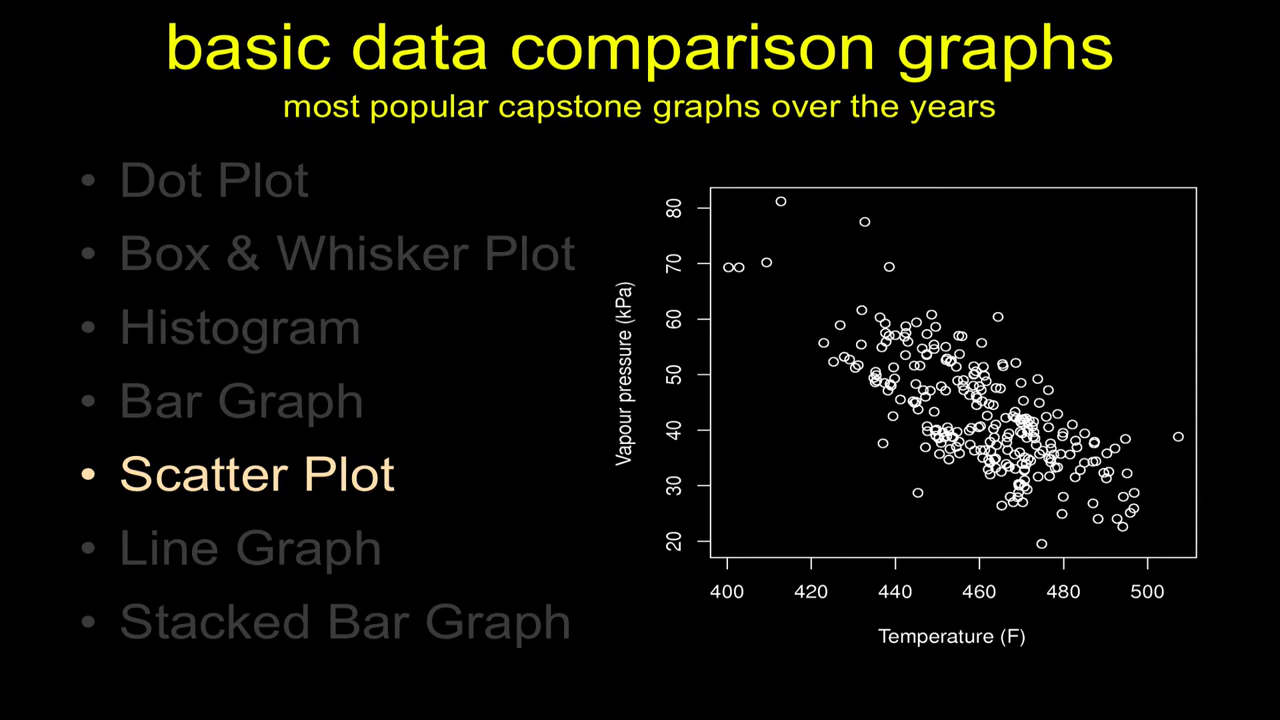 basic data comparison graphs
most popular capstone graphs over the years
• Dot Plot
• Box & Whisker Plot
• Histogram
• Bar Graph
• Scatter Plot
• Line Graph
• Stacked Bar Graph
Vapour pressure (kPa)
80
70
60
50
40
30
20
400 420 440 460 480 500
Temperature (F)